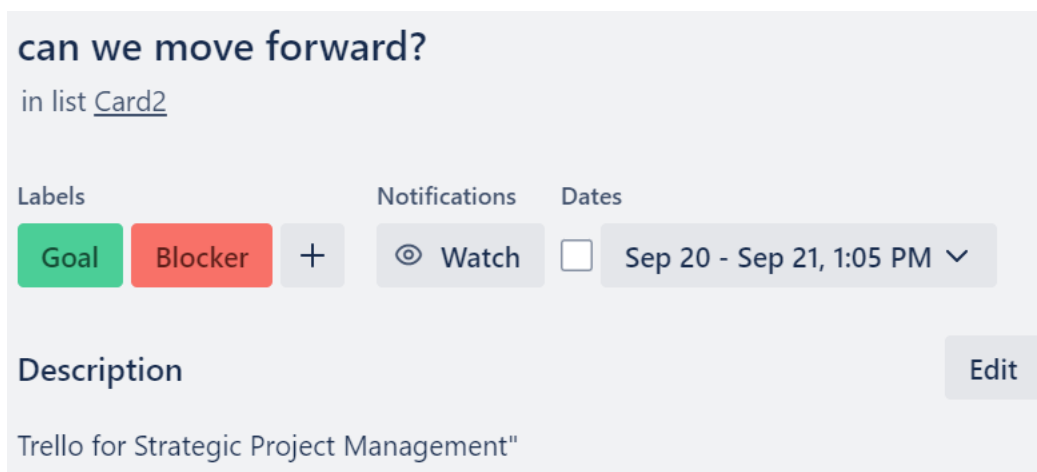 can we move forward?
in list Card2
Labels Notifications Dates
Goal Blocker + Watch Sep 20 - Sep 21, 1:05 PM
Description Edit
Trello for Strategic Project Management"